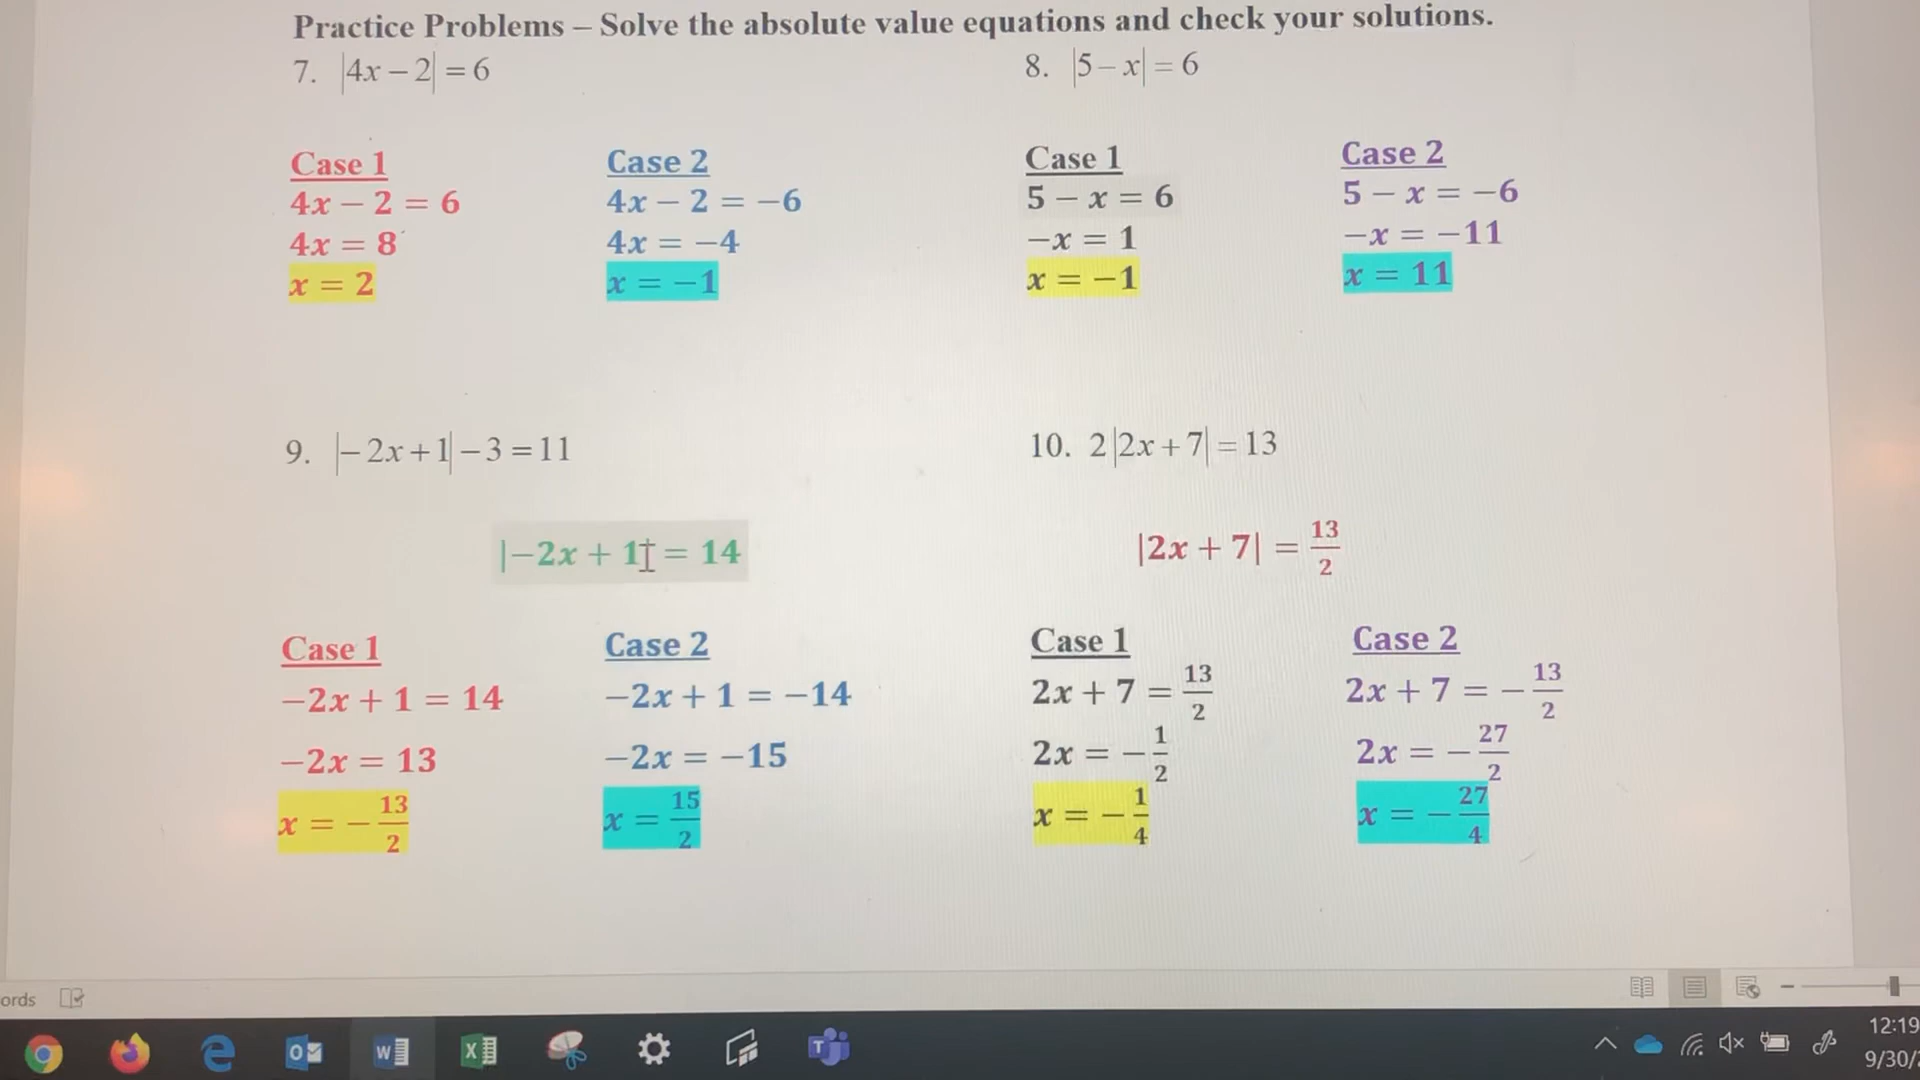 Practice Problems – Solve the absolute value equations and check your solutions.
7. |4x – 2| = 6
8. |5 – x| = 6
Case 1
4x − 2 = 6
4x = 8
x = 2
Case 2
4x − 2 = −6
4x = −4
x = −1
Case 1
5 − x = 6
−x = 1
x = −1
Case 2
5 − x = −6
−x = −11
x = 11
9. |– 2x + 1| – 3 = 11
10. 2|2x + 7| = 13
|−2x + 1| = 14
|2x + 7| = 13/2
Case 1
−2x + 1 = 14
−2x = 13
x = −13/2
Case 2
−2x + 1 = −14
−2x = −15
x = 15/2
Case 1
2x + 7 = 13/2
2x = −1/2
x = −1/4
Case 2
2x + 7 = −13/2
2x = −27/2
x = −27/4
ords
12:19
9/30/